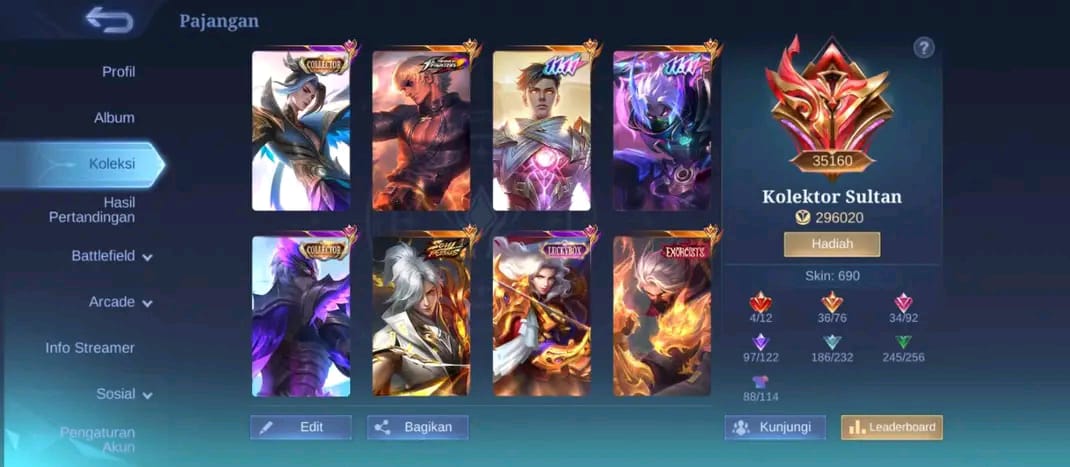 Pajangan
Profil
Album
Koleksi
Hasil
Pertandingan
Battlefield
Arcade
Info Streamer
Sosial
Pengaturan
Akun
COLLECTOR
COLLECTOR
LUCKYBOX
EXORCISTS
Edit
Bagikan
?
35160
Kolektor Sultan
296020
Hadiah
Skin: 690
4/12
36/76
34/92
97/122
186/232
245/256
88/114
Kunjungi
Leaderboard